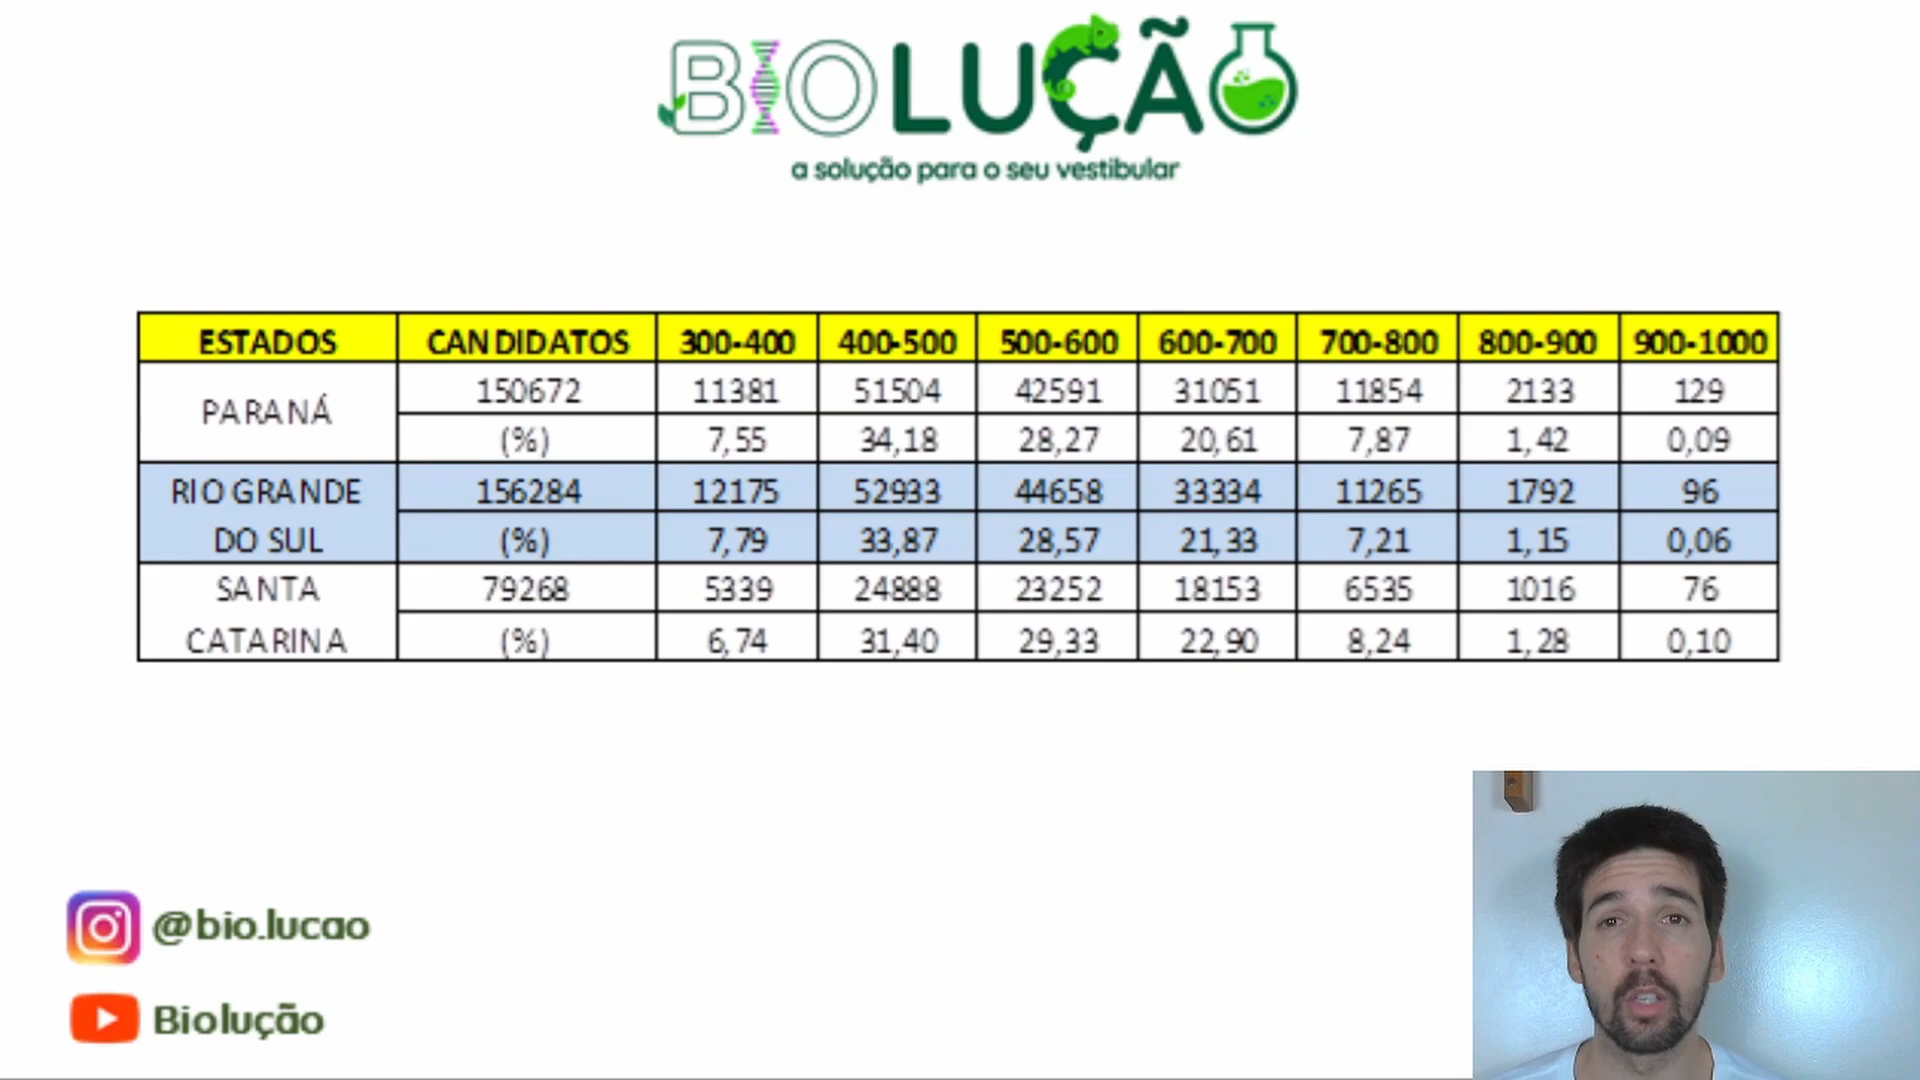 BIOLUÇÃO
a solução para o seu vestibular
ESTADOS CANDIDATOS 300-400 400-500 500-600 600-700 700-800 800-900 900-1000
PARANÁ 150672 11381 51504 42591 31051 11854 2133 129
(%) 7,55 34,18 28,27 20,61 7,87 1,42 0,09
RIO GRANDE 156284 12175 52933 44658 33334 11265 1792 96
DO SUL (%) 7,79 33,87 28,57 21,33 7,21 1,15 0,06
SANTA 79268 5339 24888 23252 18153 6535 1016 76
CATARINA (%) 6,74 31,40 29,33 22,90 8,24 1,28 0,10
@bio.lucao
Biolução